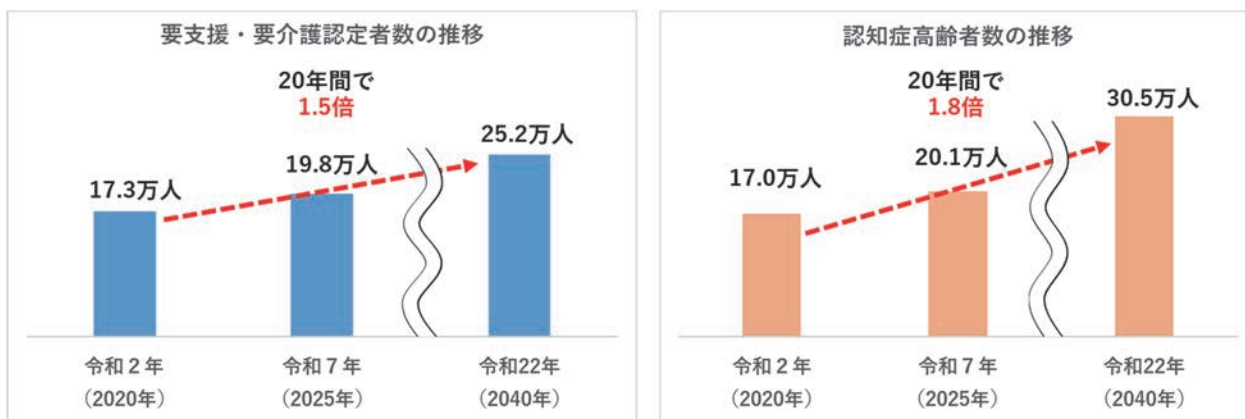 要支援・要介護認定者数の推移
20年間で
1.5倍
17.3万人
19.8万人
25.2万人
令和２年
（2020年）
令和７年
（2025年）
令和22年
（2040年）
認知症高齢者数の推移
20年間で
1.8倍
17.0万人
20.1万人
30.5万人
令和２年
（2020年）
令和７年
（2025年）
令和22年
（2040年）